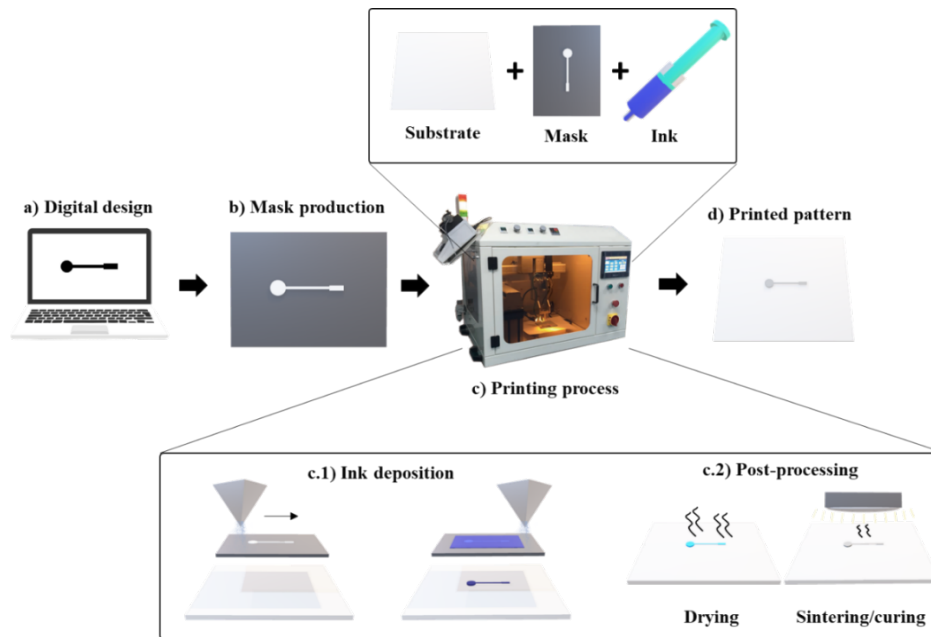 Substrate
+
Mask
+
Ink
a) Digital design
b) Mask production
d) Printed pattern
c) Printing process
c.1) Ink deposition
c.2) Post-processing
Drying
Sintering/curing